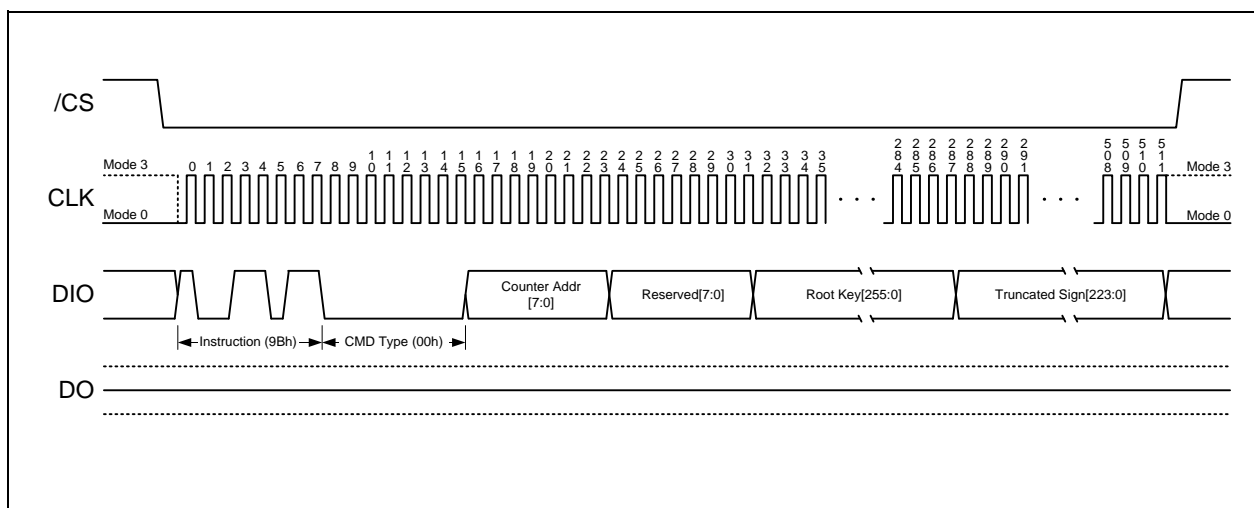 /CS
Mode 3
0 1 2 3 4 5 6 7 8 9 10 11 12 13 14 15 16 17 18 19 20 21 22 23 24 25 26 27 28 29 30 31 32 33 34 35 284 285 286 287 288 289 290 291 508 509 510 511
Mode 3
CLK
. . .
. . .
Mode 0
Mode 0
DIO
Counter Addr
[7:0]
Reserved[7:0]
Root Key[255:0]
Truncated Sign[223:0]
Instruction (9Bh)
CMD Type (00h)
DO